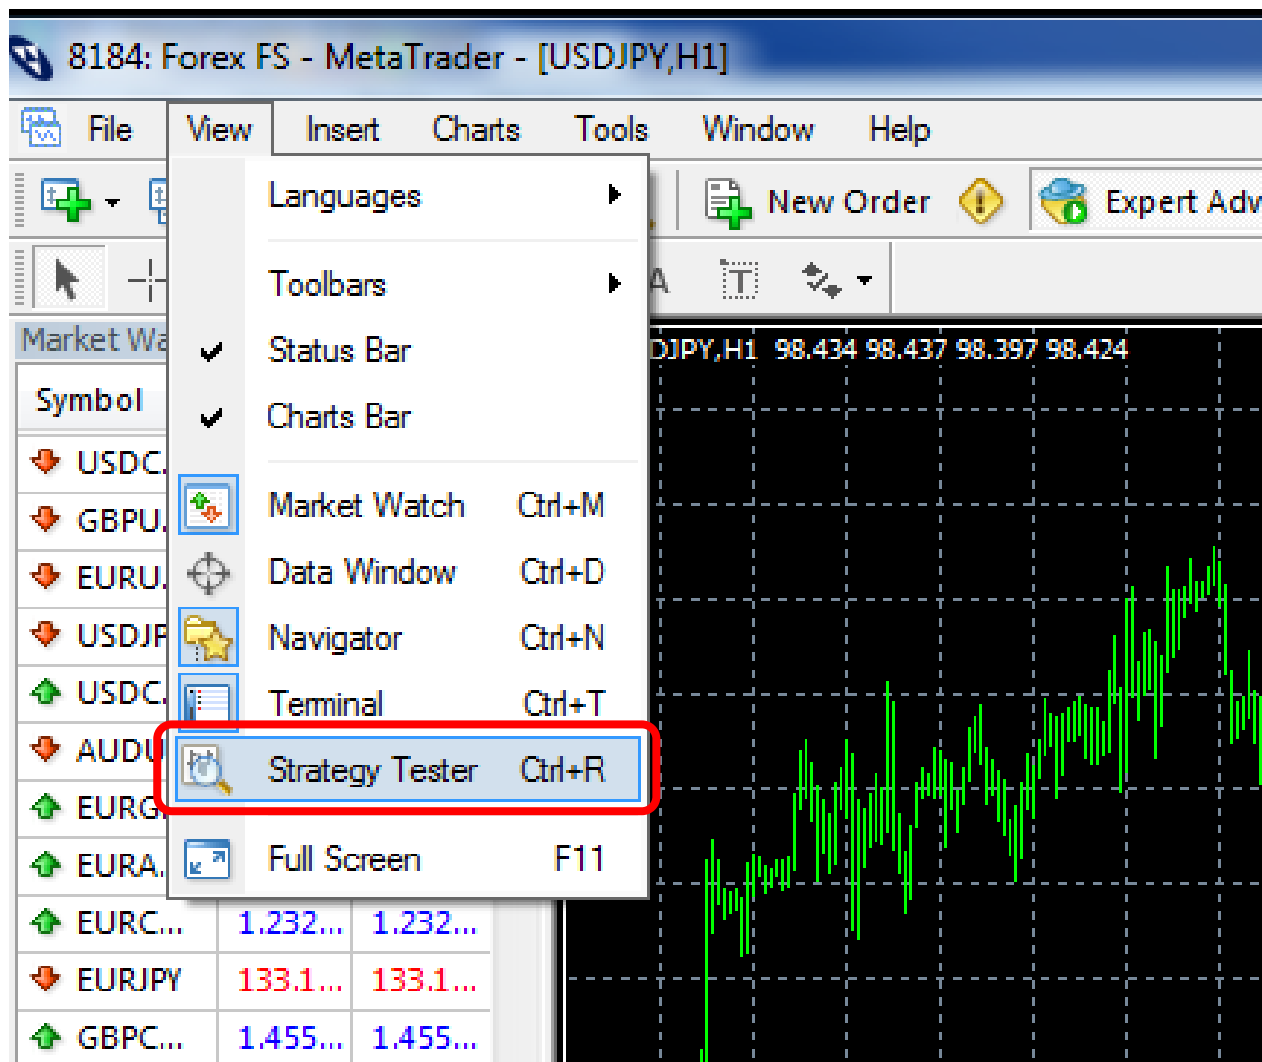 8184: Forex FS - MetaTrader - [USDJPY,H1]
File View Insert Charts Tools Window Help
New Order Expert Adv
Languages
Toolbars
Status Bar
Charts Bar
Market Watch Ctrl+M
Data Window Ctrl+D
Navigator Ctrl+N
Terminal Ctrl+T
Strategy Tester Ctrl+R
Full Screen F11
A T
Market Wa
Symbol
USDC.
GBPU.
EURU.
USDJP
USDC.
AUDU
EURG
EURA.
EURC... 1.232... 1.232...
EURJPY 133.1... 133.1...
GBPC... 1.455... 1.455...
DJPY,H1 98.434 98.437 98.397 98.424